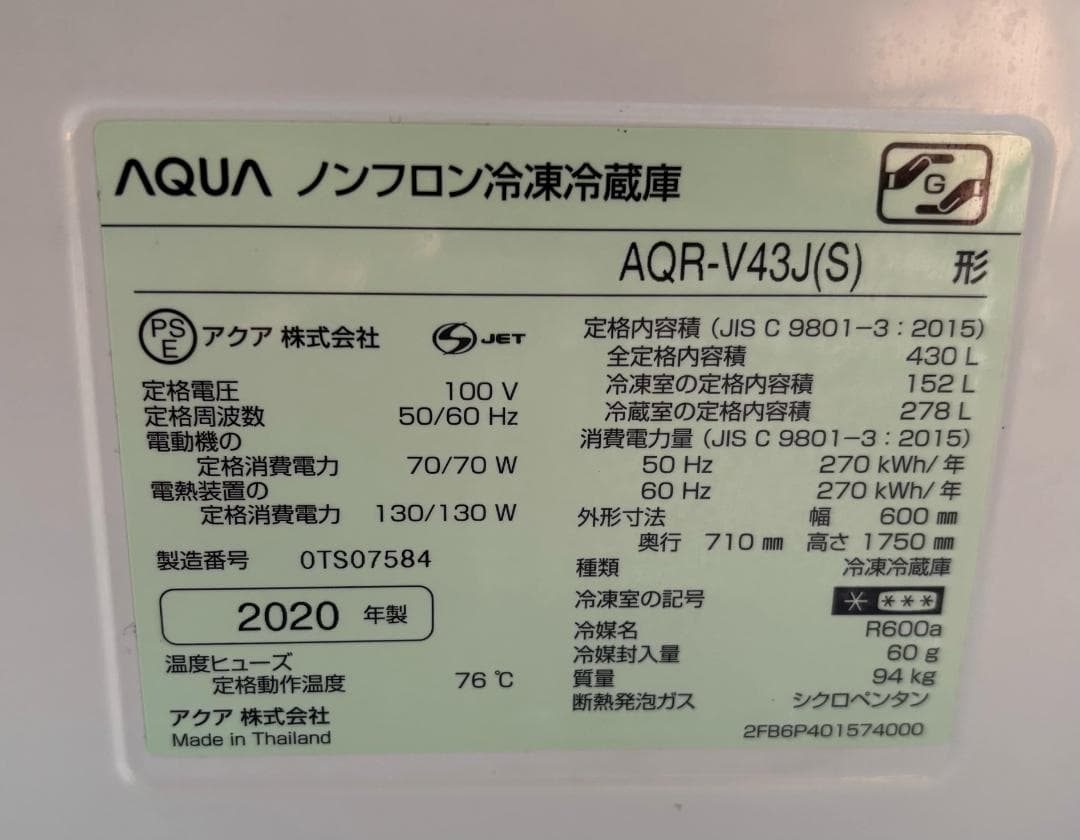 AQUA ノンフロン冷凍冷蔵庫
G
AQR-V43J(S) 形
PS
E
アクア 株式会社
S JET
定格電圧 100 V
定格周波数 50/60 Hz
電動機の
定格消費電力 70/70 W
電熱装置の
定格消費電力 130/130 W
製造番号 0TS07584
2020 年製
温度ヒューズ
定格動作温度 76 ℃
アクア 株式会社
Made in Thailand
定格内容積 (JIS C 9801-3 : 2015)
全定格内容積 430 L
冷凍室の定格内容積 152 L
冷蔵室の定格内容積 278 L
消費電力量 (JIS C 9801-3 : 2015)
50 Hz 270 kWh/年
60 Hz 270 kWh/年
外形寸法 幅 600 ㎜
奥行 710 ㎜ 高さ 1750 ㎜
種類 冷凍冷蔵庫
冷凍室の記号 * ***
冷媒名 R600a
冷媒封入量 60 g
質量 94 kg
断熱発泡ガス シクロペンタン
2FB6P401574000